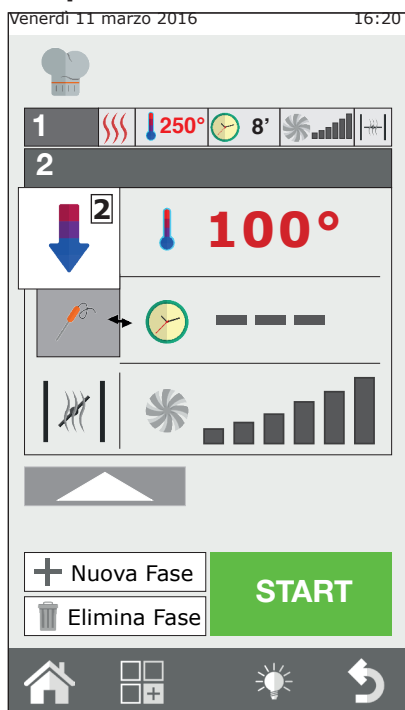 Venerdì 11 marzo 2016 16:20
1 250° 8’
2
2 100°
Nuova Fase
Elimina Fase
START